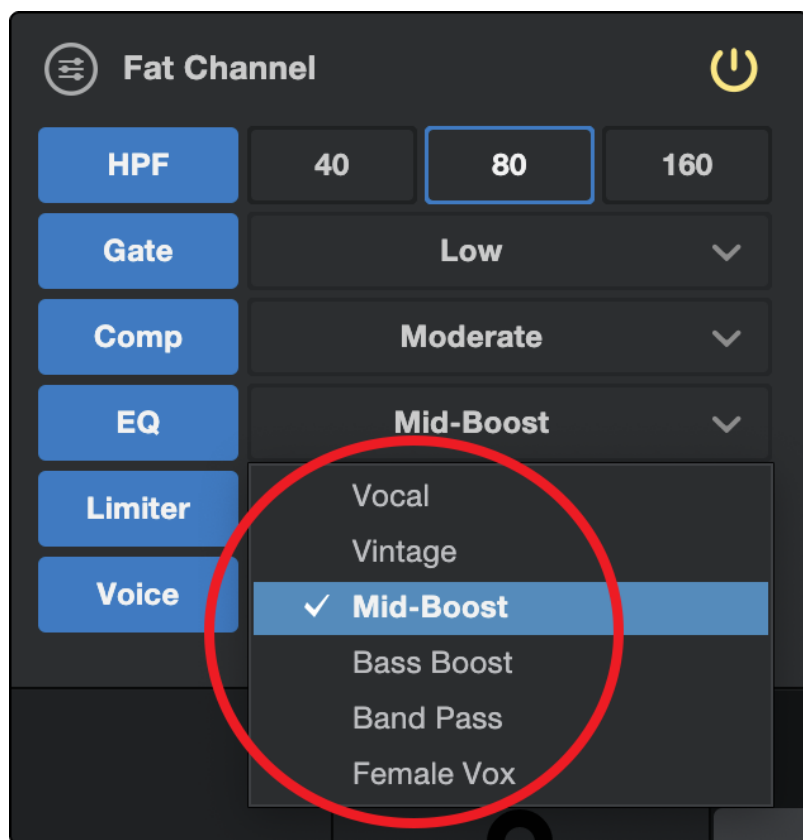 Fat Channel
HPF 40 80 160
Gate Low
Comp Moderate
EQ Mid-Boost
Limiter
Voice
Vocal
Vintage
✓ Mid-Boost
Bass Boost
Band Pass
Female Vox